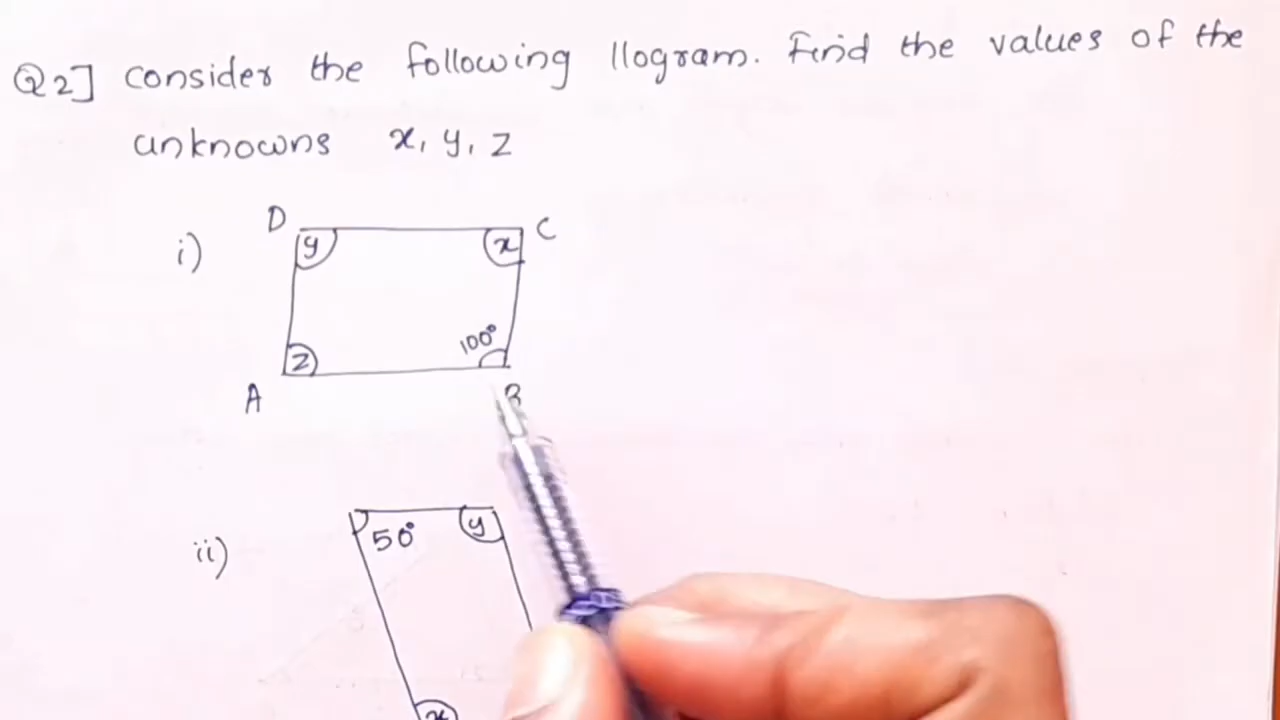 Q2] consider the following llogram. Find the values of the
unknowns x, y, z
i)
D
C
y
x
100°
z
A
B
ii)
50°
y
x